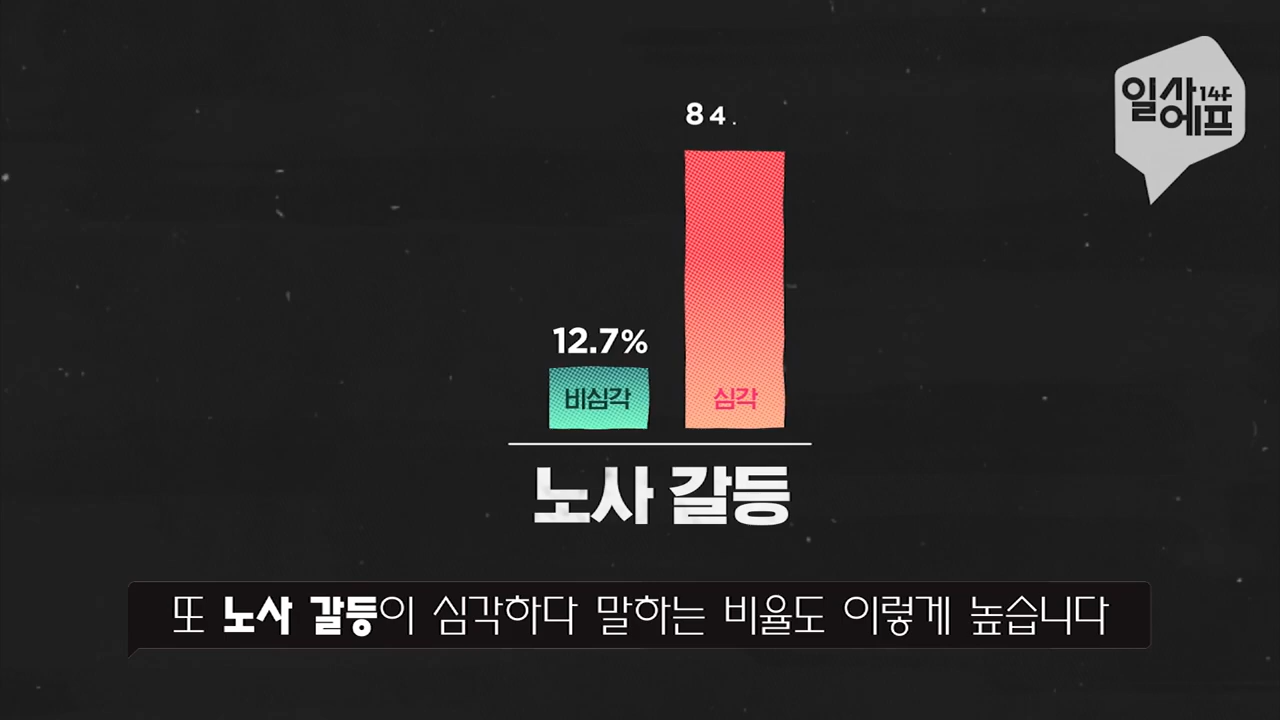 일사 14F
에프
84.
12.7%
비심각
심각
노사 갈등
또 노사 갈등이 심각하다 말하는 비율도 이렇게 높습니다